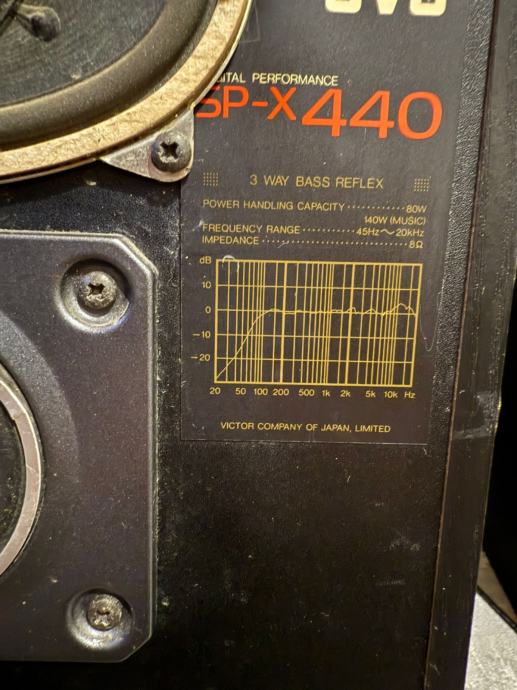 JVC
DIGITAL PERFORMANCE
SP-X440
3 WAY BASS REFLEX
POWER HANDLING CAPACITY ·········· 80W
140W (MUSIC)
FREQUENCY RANGE ·········· 45Hz～20kHz
IMPEDANCE ·························· 8Ω
dB
10
0
−10
−20
20 50 100 200 500 1k 2k 5k 10k Hz
VICTOR COMPANY OF JAPAN, LIMITED